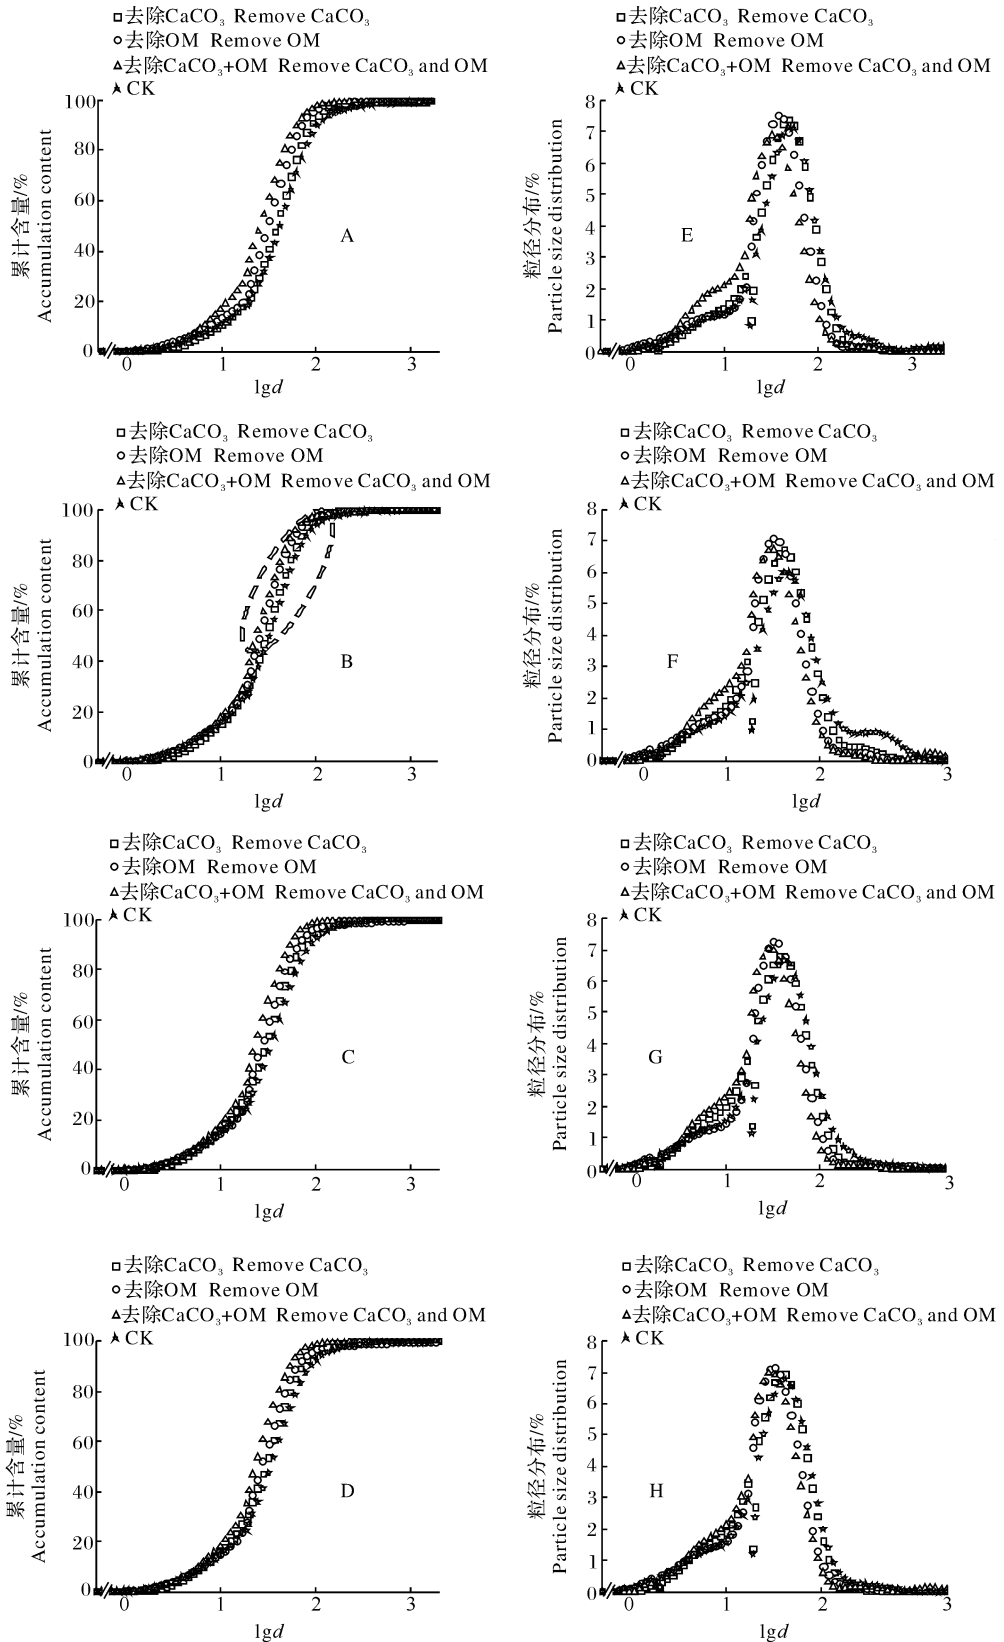 去除CaCO₃ Remove CaCO₃
去除OM Remove OM
去除CaCO₃+OM Remove CaCO₃ and OM
CK
累计含量/%
Accumulation content
100
80
60
40
20
0
A
0 1 2 3
lgd
去除CaCO₃ Remove CaCO₃
去除OM Remove OM
去除CaCO₃+OM Remove CaCO₃ and OM
CK
粒径分布/%
Particle size distribution/%
8
7
6
5
4
3
2
1
0
E
0 1 2 3
lgd
去除CaCO₃ Remove CaCO₃
去除OM Remove OM
去除CaCO₃+OM Remove CaCO₃ and OM
CK
累计含量/%
Accumulation content
100
80
60
40
20
0
B
0 1 2 3
lgd
去除CaCO₃ Remove CaCO₃
去除OM Remove OM
去除CaCO₃+OM Remove CaCO₃ and OM
CK
粒径分布/%
Particle size distribution
8
7
6
5
4
3
2
1
0
F
0 1 2 3
lgd
去除CaCO₃ Remove CaCO₃
去除OM Remove OM
去除CaCO₃+OM Remove CaCO₃ and OM
CK
累计含量/%
Accumulation content
100
80
60
40
20
0
C
0 1 2 3
lgd
去除CaCO₃ Remove CaCO₃
去除OM Remove OM
去除CaCO₃+OM Remove CaCO₃ and OM
CK
粒径分布/%
Particle size distribution
8
7
6
5
4
3
2
1
0
G
0 1 2 3
lgd
去除CaCO₃ Remove CaCO₃
去除OM Remove OM
去除CaCO₃+OM Remove CaCO₃ and OM
CK
累计含量/%
Accumulation content
100
80
60
40
20
0
D
0 1 2 3
lgd
去除CaCO₃ Remove CaCO₃
去除OM Remove OM
去除CaCO₃+OM Remove CaCO₃ and OM
CK
粒径分布/%
Particle size distribution
8
7
6
5
4
3
2
1
0
H
0 1 2 3
lgd